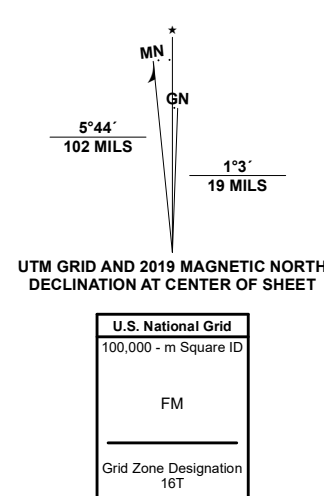 ★
MN
GN
5°44´
102 MILS
1°3´
19 MILS
UTM GRID AND 2019 MAGNETIC NORTH
DECLINATION AT CENTER OF SHEET
U.S. National Grid
100,000 - m Square ID
FM
Grid Zone Designation
16T